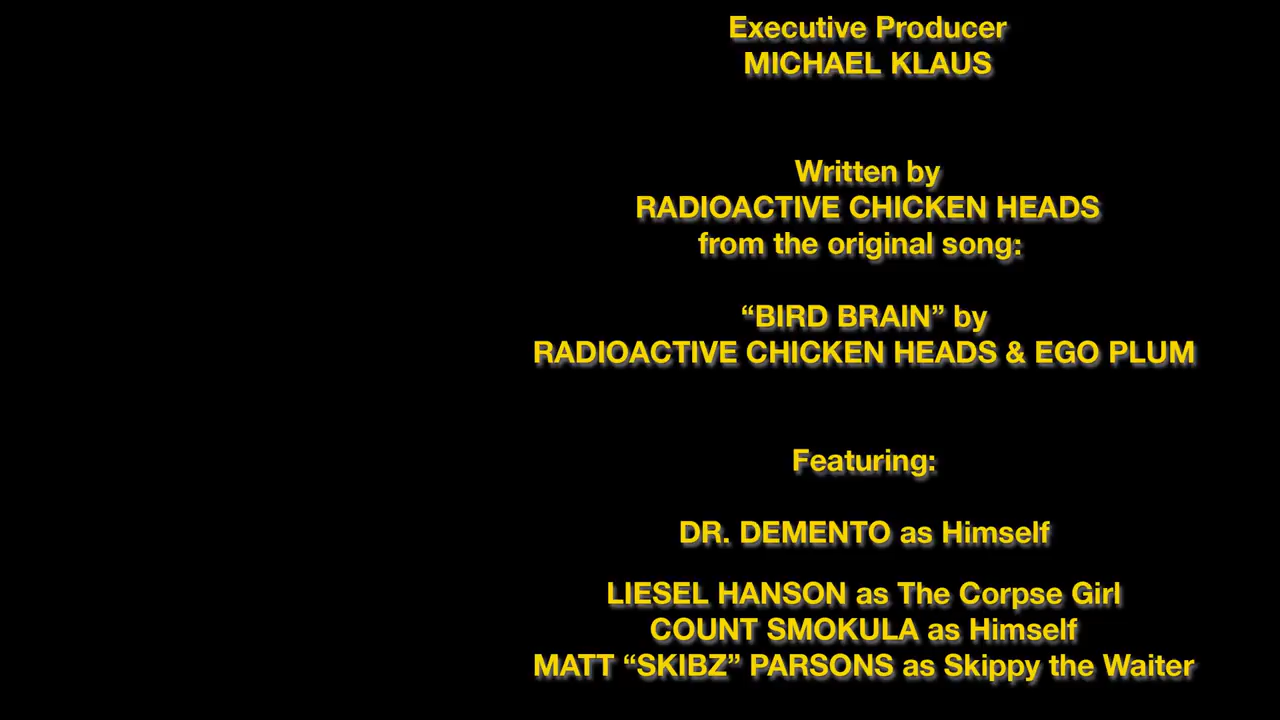 Executive Producer
MICHAEL KLAUS
Written by
RADIOACTIVE CHICKEN HEADS
from the original song:
“BIRD BRAIN” by
RADIOACTIVE CHICKEN HEADS & EGO PLUM
Featuring:
DR. DEMENTO as Himself
LIESEL HANSON as The Corpse Girl
COUNT SMOKULA as Himself
MATT “SKIBZ” PARSONS as Skippy the Waiter